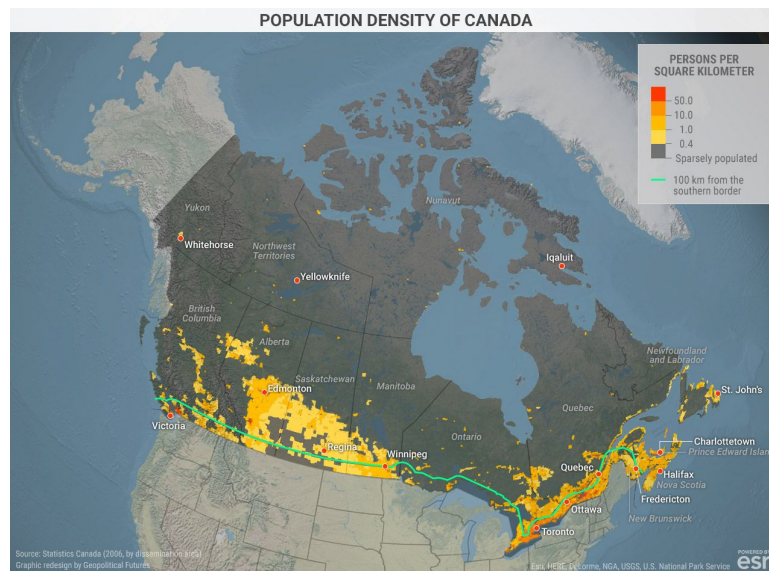 POPULATION DENSITY OF CANADA
PERSONS PER
SQUARE KILOMETER
50.0
10.0
1.0
0.4
Sparsely populated
100 km from the
southern border
Yukon
Nunavut
Whitehorse
Northwest
Territories
Iqaluit
Yellowknife
British
Columbia
Alberta
Newfoundland
and Labrador
Saskatchewan
Manitoba
Edmonton
St. John's
Quebec
Ontario
Victoria
Regina
Winnipeg
Charlottetown
Prince Edward Islan
Quebec
Halifax
Nova Scotia
Fredericton
Ottawa
New Brunswick
Toronto
Source: Statistics Canada (2006, by dissemination area)
Graphic redesign by Geopolitical Futures
Esri, HERE, DeLorme, NGA, USGS, U.S. National Park Service
POWERED BY
esri